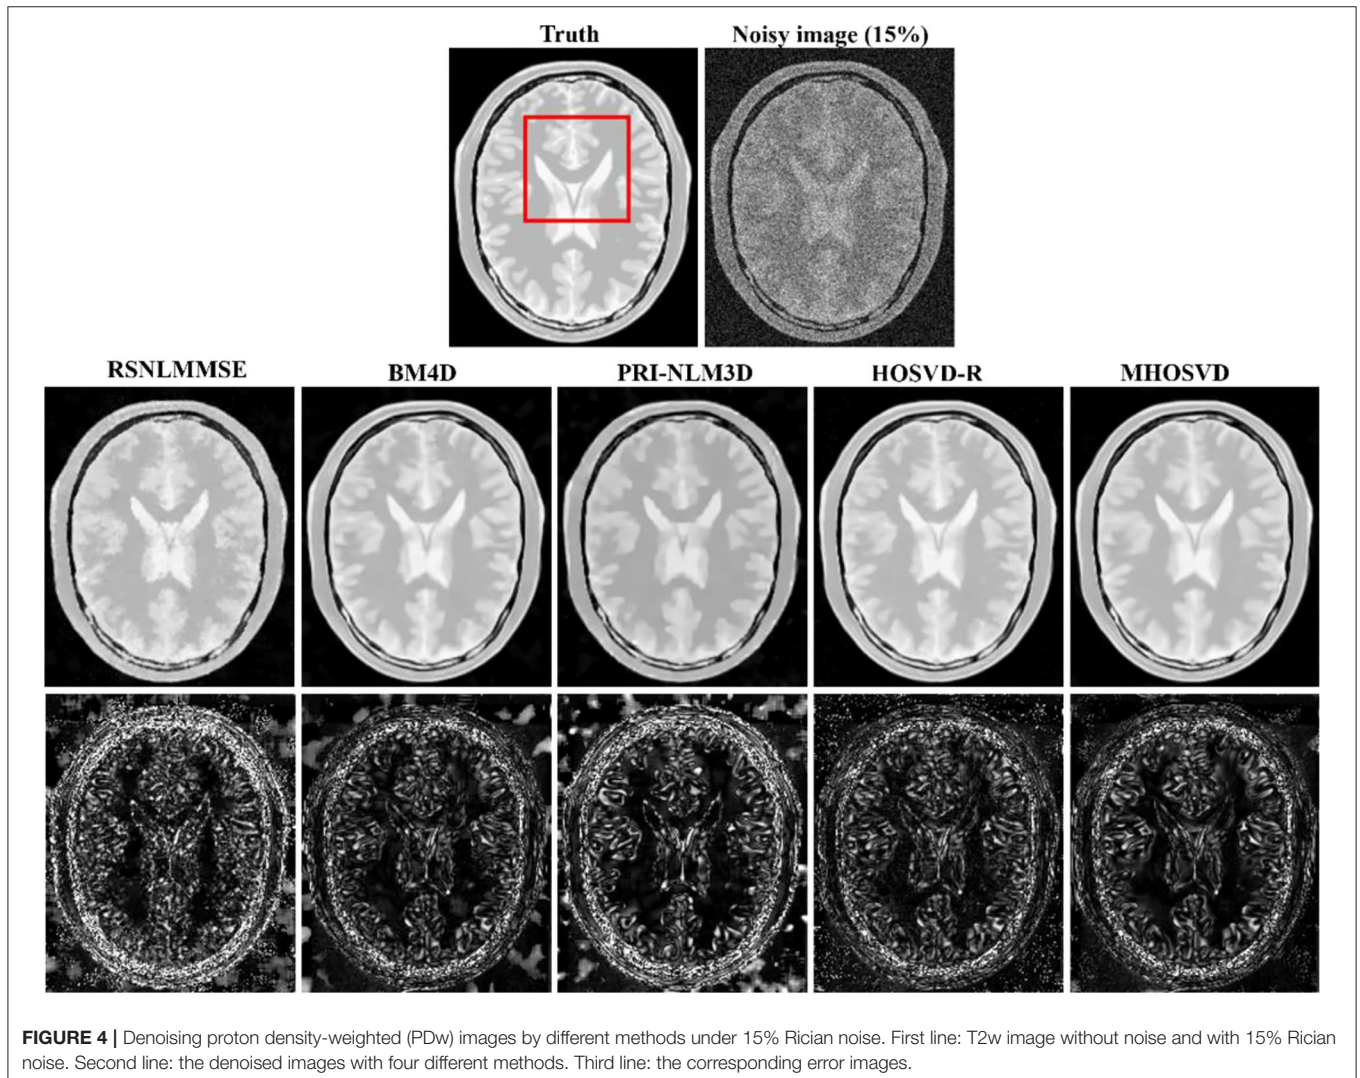 Truth
Noisy image (15%)
RSNLMMSE
BM4D
PRI-NLM3D
HOSVD-R
MHOSVD
FIGURE 4 | Denoising proton density-weighted (PDw) images by different methods under 15% Rician noise. First line: T2w image without noise and with 15% Rician
noise. Second line: the denoised images with four different methods. Third line: the corresponding error images.